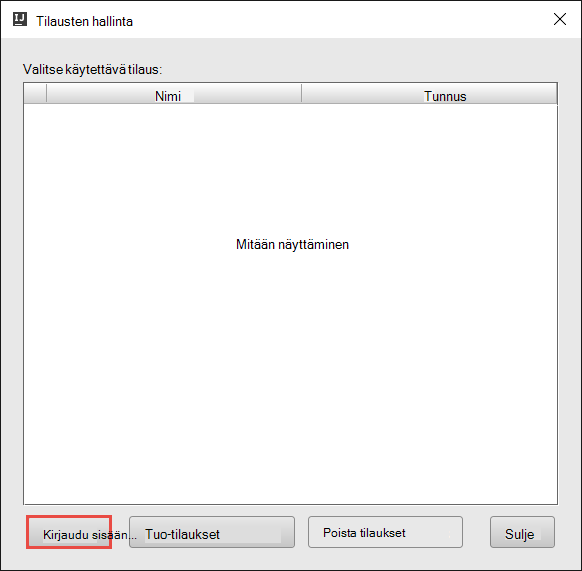 IJ Tilausten hallinta
Valitse käytettävä tilaus:
Nimi Tunnus
Mitään näyttäminen
Kirjaudu sisään... Tuo-tilaukset Poista tilaukset Sulje